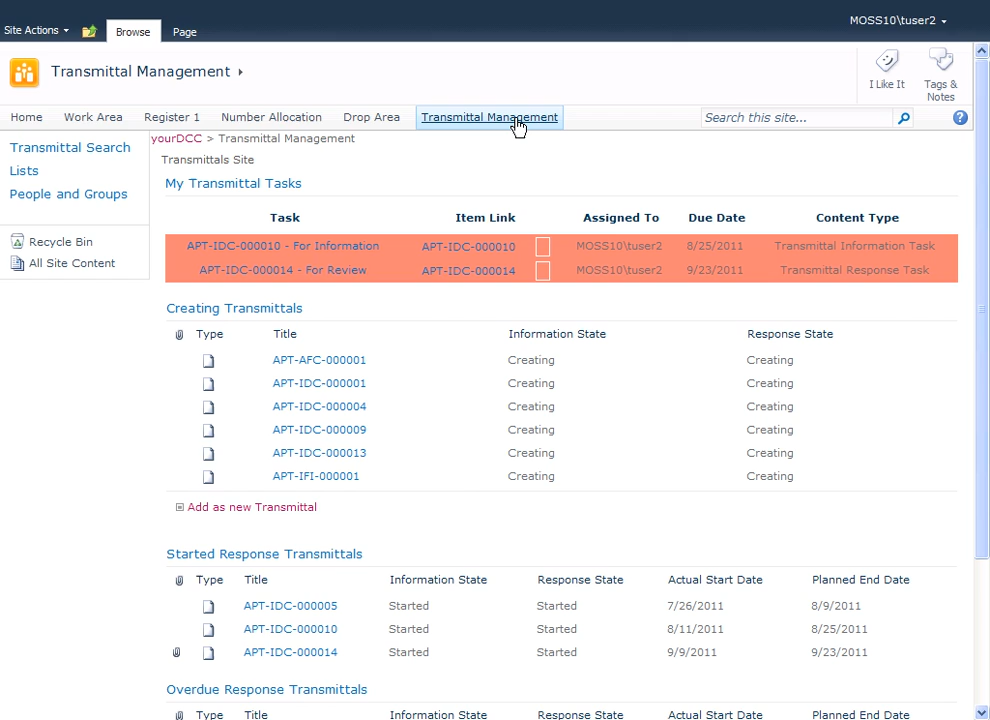 Site Actions
Browse
Page
MOSS10\tuser2
Transmittal Management
I Like It
Tags & Notes
Home
Work Area
Register 1
Number Allocation
Drop Area
Transmittal Management
Search this site...
Transmittal Search
Lists
People and Groups
Recycle Bin
All Site Content
yourDCC > Transmittal Management
Transmittals Site
My Transmittal Tasks
Task Item Link Assigned To Due Date Content Type
APT-IDC-000010 - For Information APT-IDC-000010 MOSS10\tuser2 8/25/2011 Transmittal Information Task
APT-IDC-000014 - For Review APT-IDC-000014 MOSS10\tuser2 9/23/2011 Transmittal Response Task
Creating Transmittals
Type Title Information State Response State
APT-AFC-000001 Creating Creating
APT-IDC-000001 Creating Creating
APT-IDC-000004 Creating Creating
APT-IDC-000009 Creating Creating
APT-IDC-000013 Creating Creating
APT-IFI-000001 Creating Creating
Add as new Transmittal
Started Response Transmittals
Type Title Information State Response State Actual Start Date Planned End Date
APT-IDC-000005 Started Started 7/26/2011 8/9/2011
APT-IDC-000010 Started Started 8/11/2011 8/25/2011
APT-IDC-000014 Started Started 9/9/2011 9/23/2011
Overdue Response Transmittals
Type Title Information State Response State Actual Start Date Planned End Date